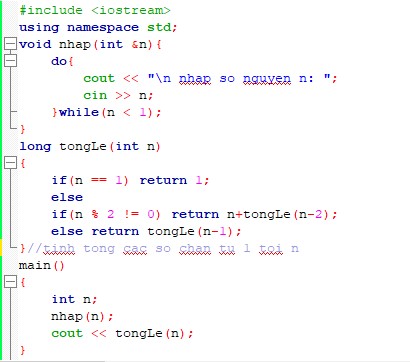 #include <iostream>
using namespace std;
void nhap(int &n){
do{
cout << "\n nhap so nguyen n: ";
cin >> n;
}while(n < 1);
}
long tongLe(int n)
{
if(n == 1) return 1;
else
if(n % 2 != 0) return n+tongLe(n-2);
else return tongLe(n-1);
}//tinh tong cac so chan tu 1 toi n
main()
{
int n;
nhap(n);
cout << tongLe(n);
}